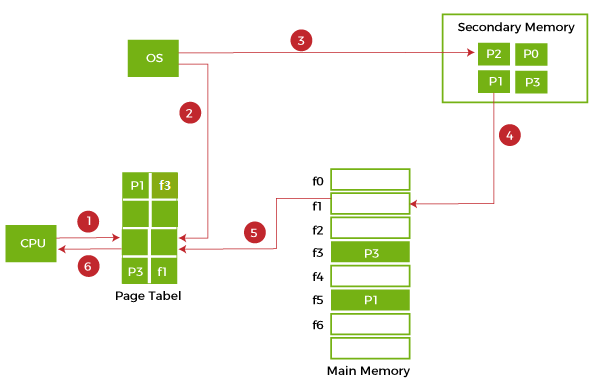 Secondary Memory
3
OS
P2 P0
P1 P3
2
4
P1 f3
f0
f1
1
f2
5
CPU
f3 P3
6
P3 f1
f4
Page Tabel
f5 P1
f6
Main Memory